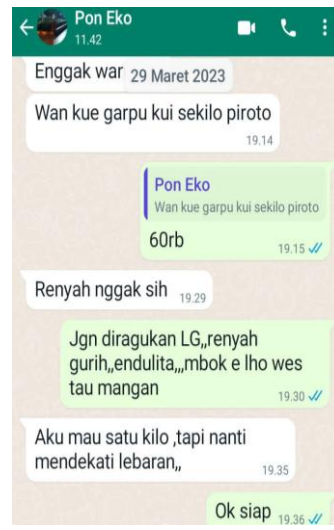 Pon Eko
11.42
Enggak war
29 Maret 2023
Wan kue garpu kui sekilo piroto
19.14
Pon Eko
Wan kue garpu kui sekilo piroto
60rb
19.15
Renyah nggak sih
19.29
Jgn diragukan LG,,renyah
gurih,,endulita,,,mbok e lho wes
tau mangan
19.30
Aku mau satu kilo ,tapi nanti
mendekati lebaran,,
19.35
Ok siap
19.36